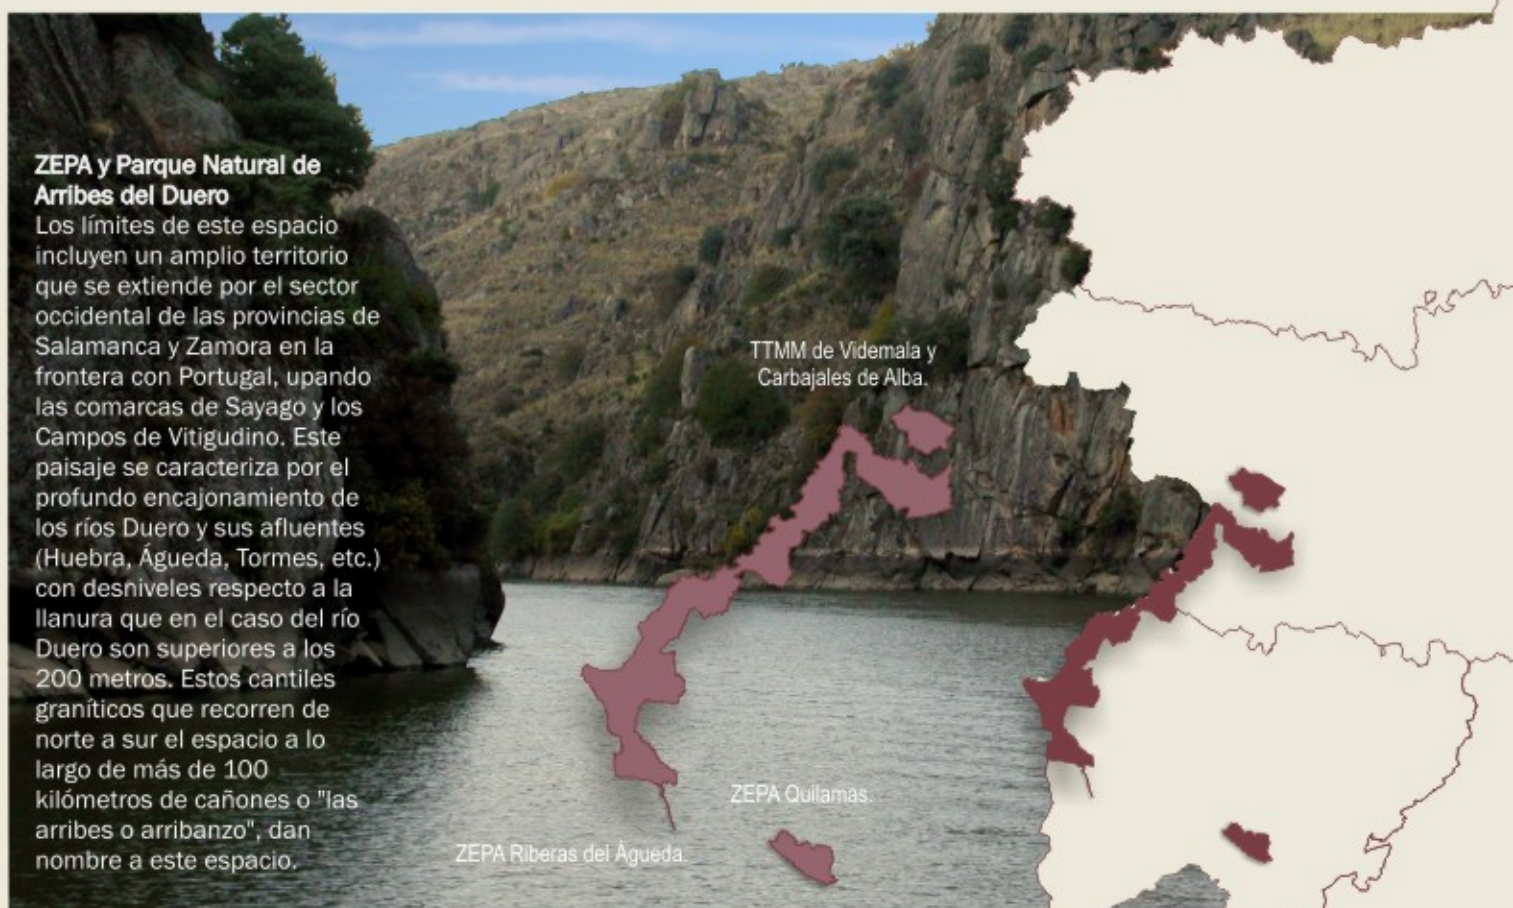 ZEPA y Parque Natural de
Arribes del Duero
Los límites de este espacio
incluyen un amplio territorio
que se extiende por el sector
occidental de las provincias de
Salamanca y Zamora en la
frontera con Portugal, upando
las comarcas de Sayago y los
Campos de Vitigudino. Este
paisaje se caracteriza por el
profundo encajonamiento de
los ríos Duero y sus afluentes
(Huebra, Águeda, Tormes, etc.)
con desniveles respecto a la
llanura que en el caso del río
Duero son superiores a los
200 metros. Estos cantiles
graníticos que recorren de
norte a sur el espacio a lo
largo de más de 100
kilómetros de cañones o "las
arribes o arribanzo", dan
nombre a este espacio.
TTMM de Videmala y
Carbajales de Alba.
ZEPA Quilamas.
ZEPA Riberas del Àgueda.